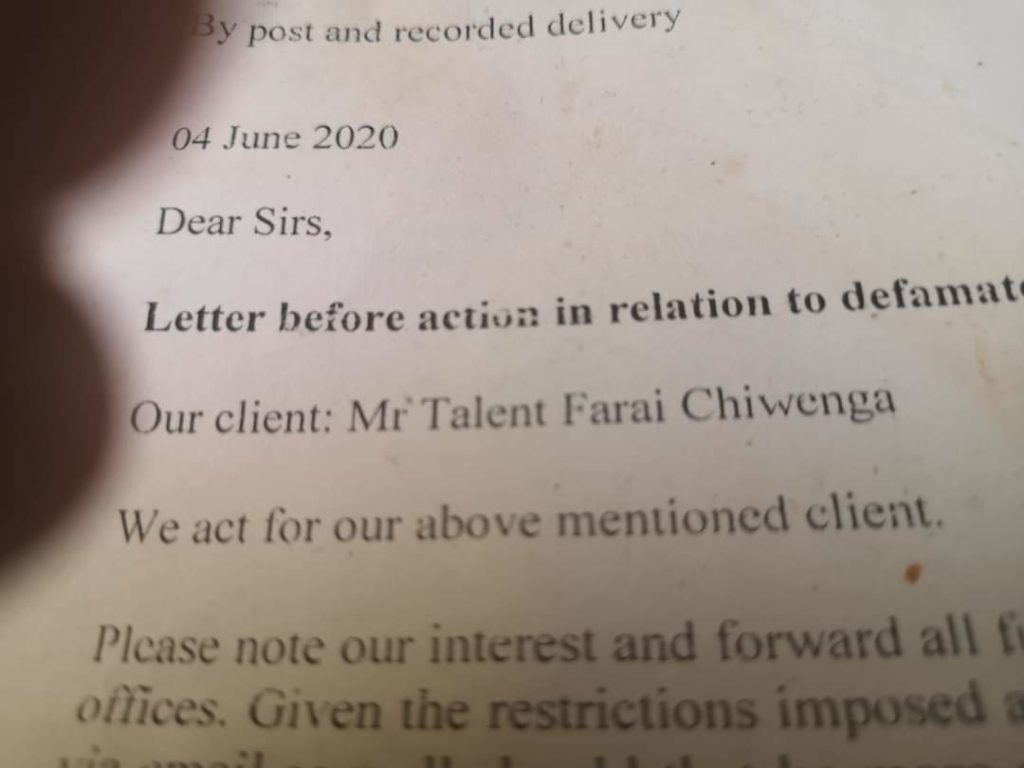 By post and recorded delivery
04 June 2020
Dear Sirs,
Letter before action in relation to
Our client: Mr Talent Farai Chiwenga
We act for our above mentioned client.
Please note our interest and forward all
offices. Given the restrictions imposed
via email